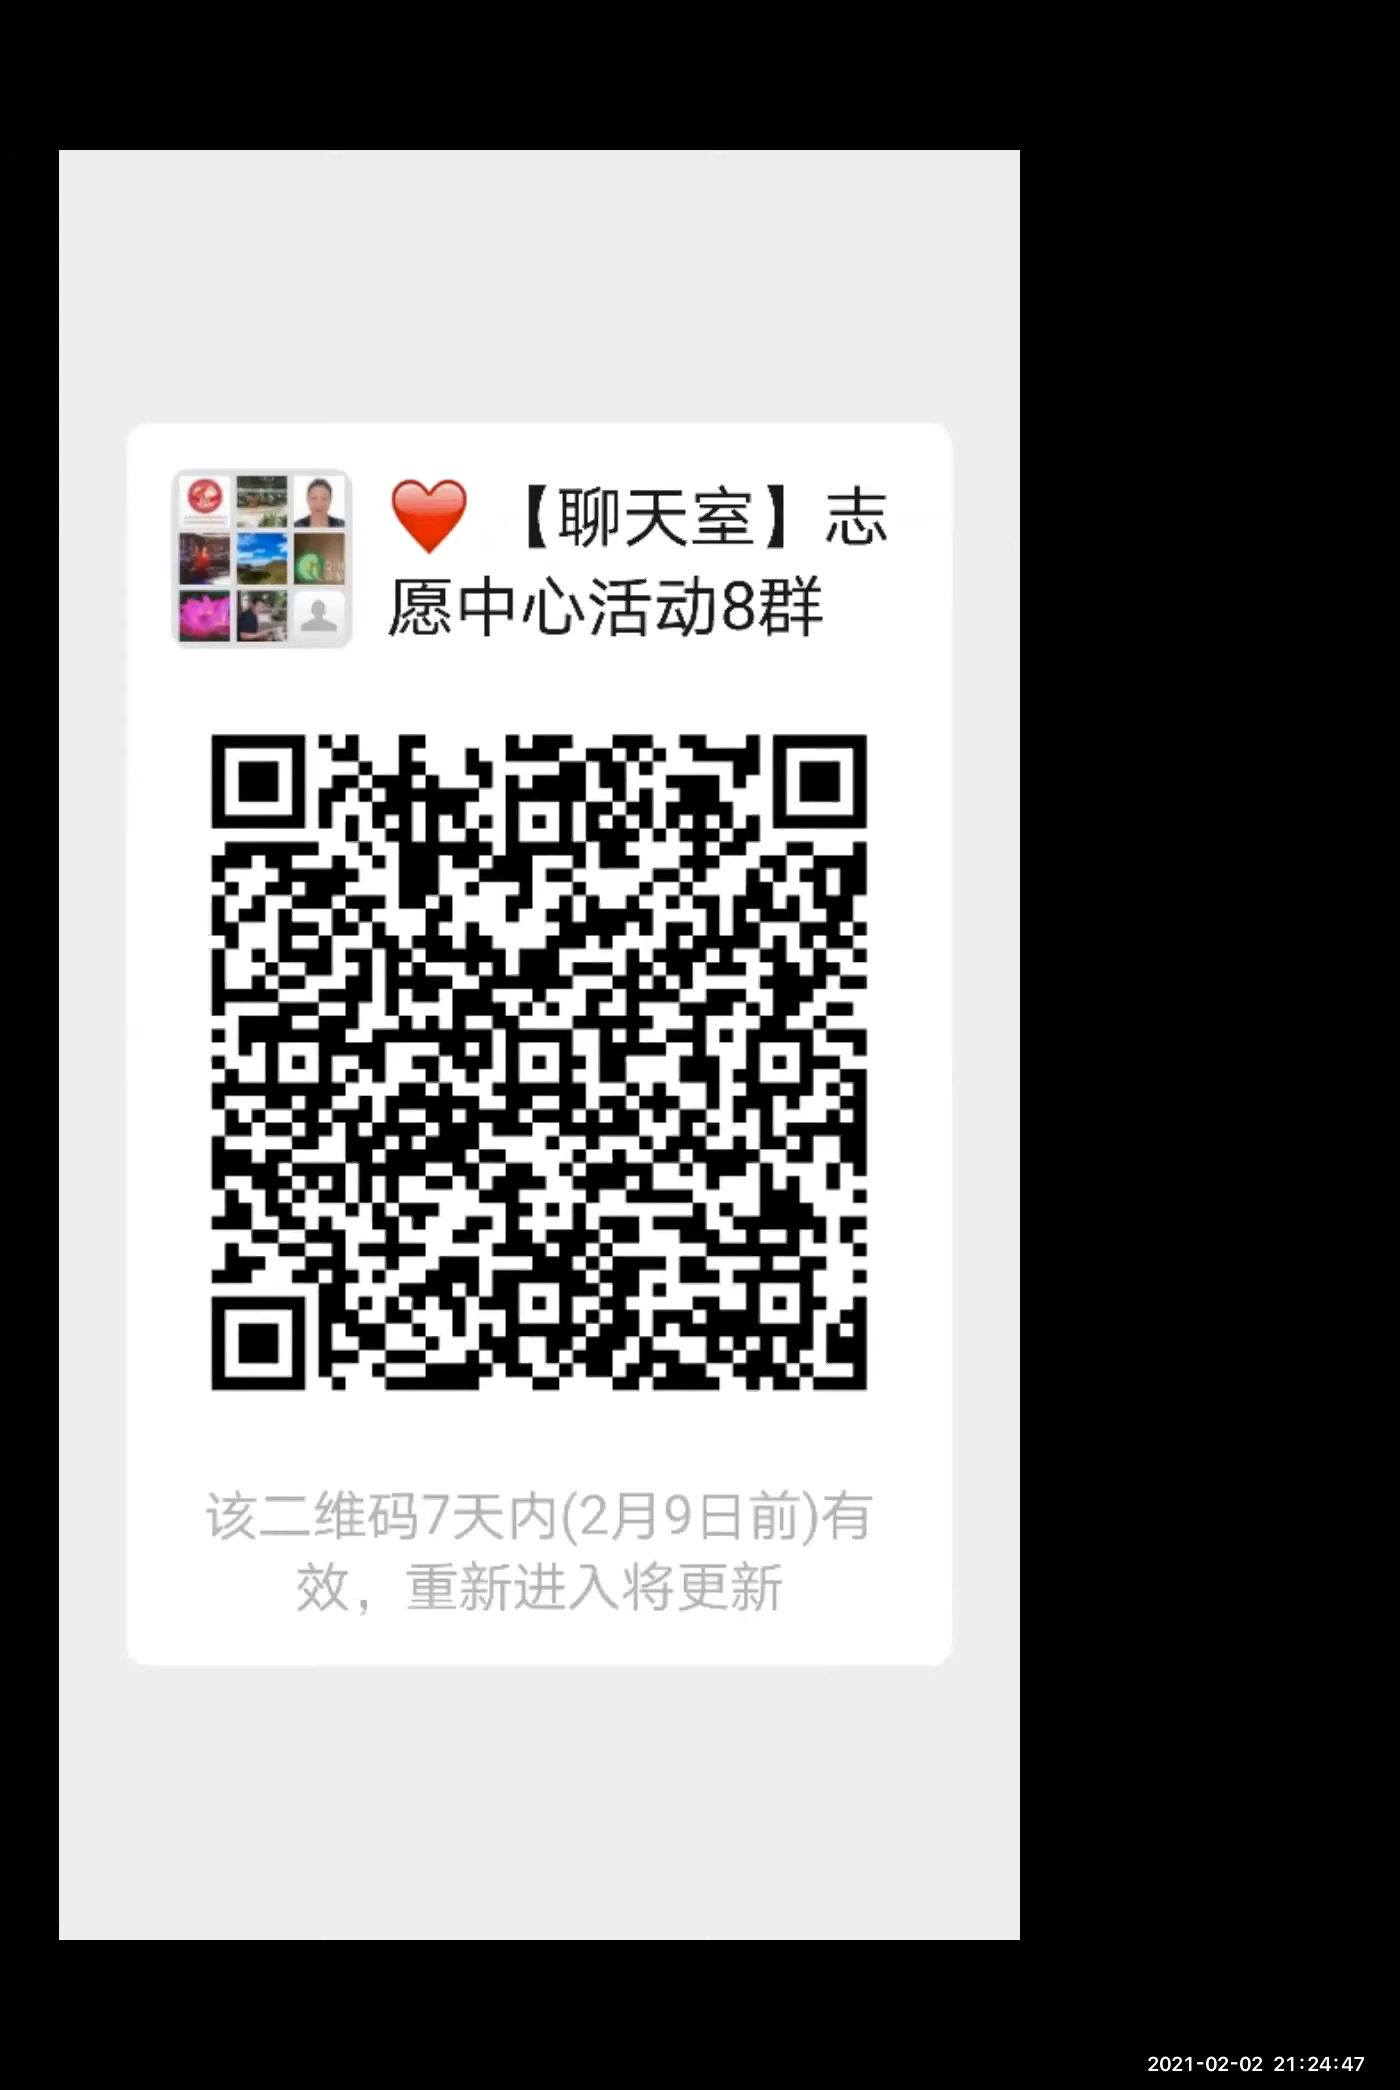 ❤️ 【聊天室】志
愿中心活动8群
该二维码7天内(2月9日前)有
效，重新进入将更新
2021-02-02 21:24:47